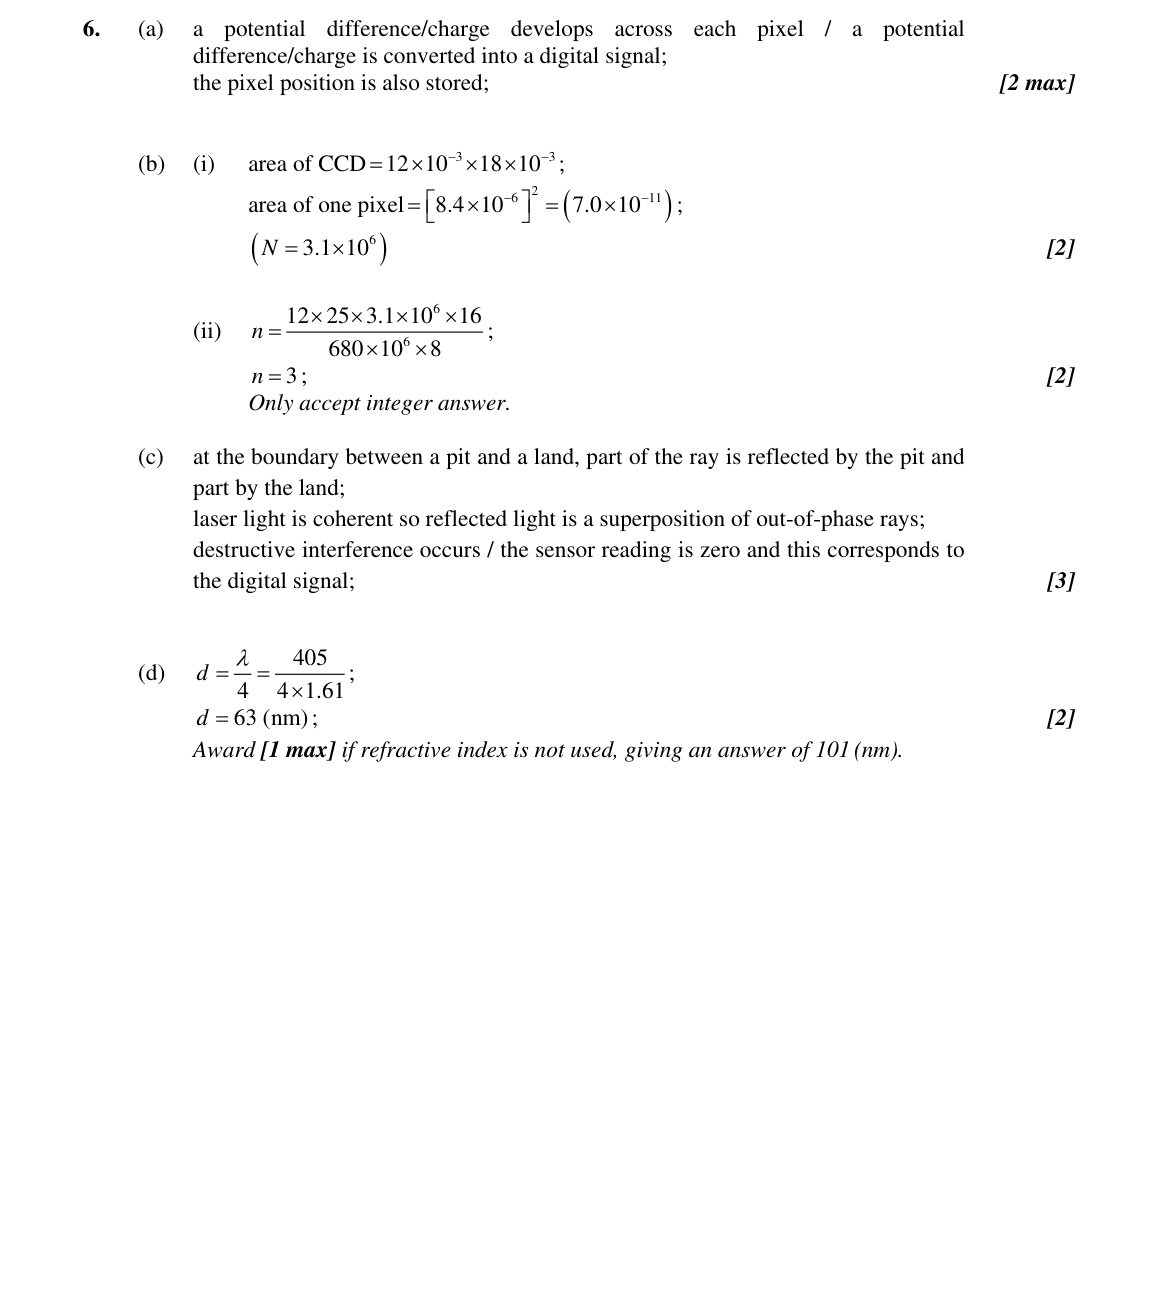 6. (a) a potential difference/charge develops across each pixel / a potential
difference/charge is converted into a digital signal;
the pixel position is also stored; [2 max]
(b) (i) area of CCD = 12×10⁻³×18×10⁻³;
area of one pixel = [8.4×10⁻⁶]² = (7.0×10⁻¹¹);
(N = 3.1×10⁶) [2]
(ii) n = (12×25×3.1×10⁶×16)/(680×10⁶×8);
n = 3; [2]
Only accept integer answer.
(c) at the boundary between a pit and a land, part of the ray is reflected by the pit and
part by the land;
laser light is coherent so reflected light is a superposition of out-of-phase rays;
destructive interference occurs / the sensor reading is zero and this corresponds to
the digital signal; [3]
(d) d = λ/4 = 405/(4×1.61);
d = 63 (nm); [2]
Award [1 max] if refractive index is not used, giving an answer of 101 (nm).